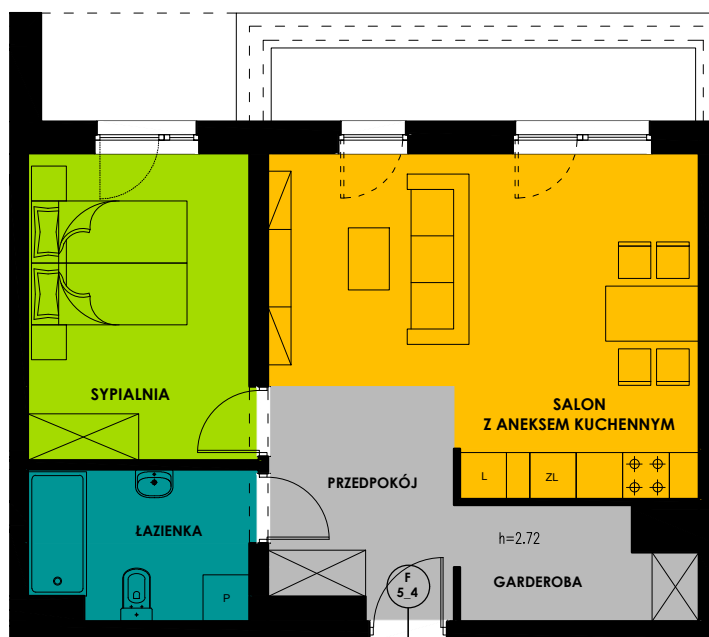 SYPIALNIA
SALON
Z ANEKSEM KUCHENNYM
L
ZL
PRZEDPOKÓJ
ŁAZIENKA
h=2.72
F
5_4
GARDEROBA
P